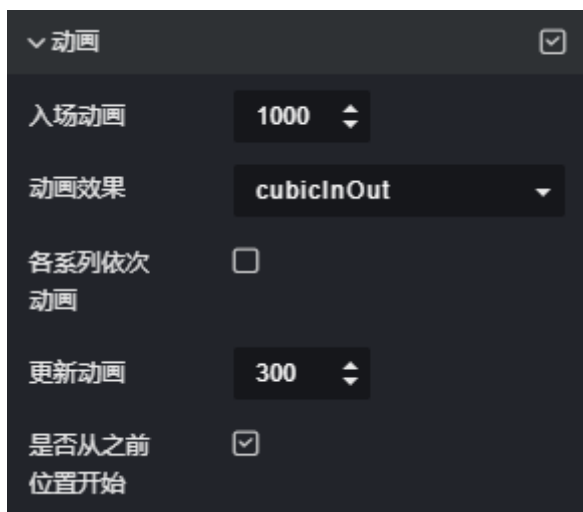 动画
入场动画
1000
动画效果
cubicInOut
各系列依次
动画
更新动画
300
是否从之前
位置开始